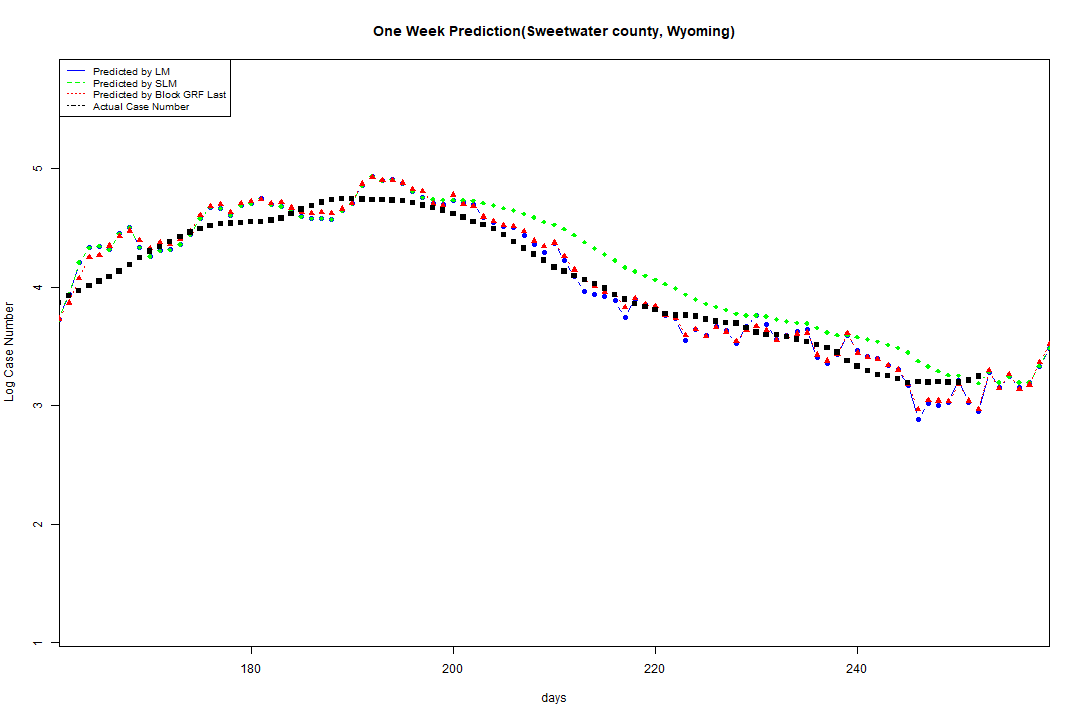 One Week Prediction(Sweetwater county, Wyoming)
Predicted by LM
Predicted by SLM
Predicted by Block GRF Last
Actual Case Number
5
4
3
2
1
Log Case Number
180 200 220 240
days